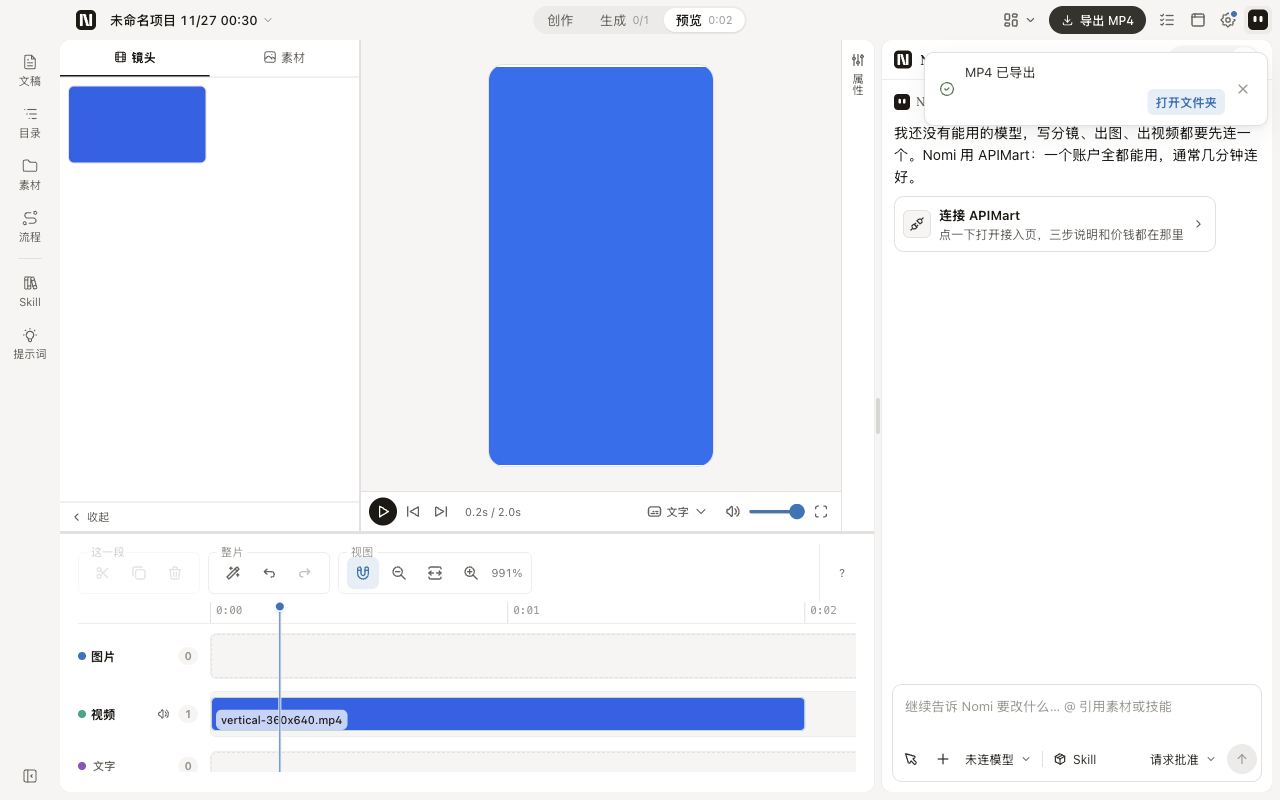 未命名项目 11/27 00:30
创作
生成 0/1
预览 0:02
导出 MP4
文稿
目录
素材
流程
Skill
提示词
镜头
素材
收起
属性
0.2s / 2.0s
文字
MP4 已导出
打开文件夹
我还没有能用的模型，写分镜、出图、出视频都要先连一
个。Nomi 用 APIMart：一个账户全都能用，通常几分钟连
好。
连接 APIMart
点一下打开接入页，三步说明和价钱都在那里
这一段
整片
视图
991%
?
0:00
0:01
0:02
图片
0
视频
1
vertical-360x640.mp4
文字
0
继续告诉 Nomi 要改什么… @ 引用素材或技能
未连模型
Skill
请求批准